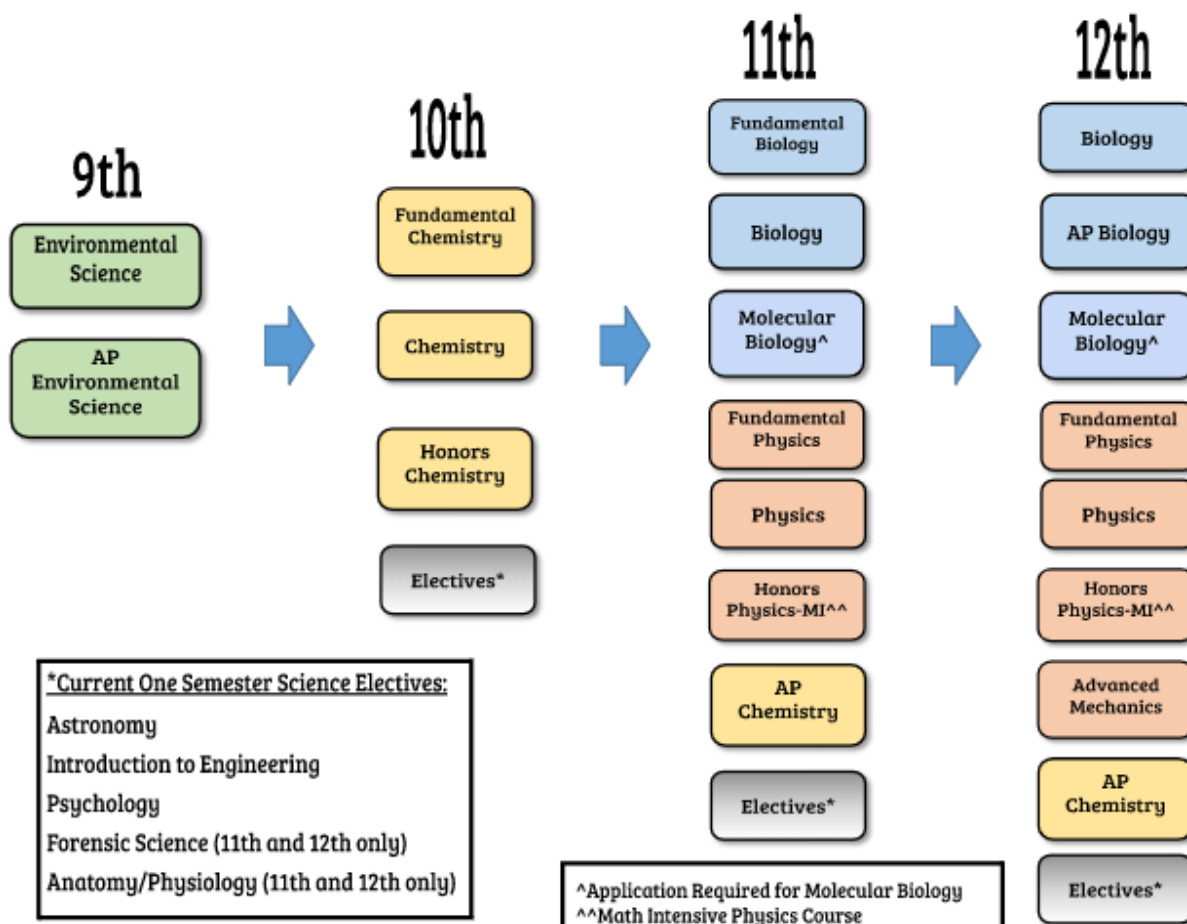 9th
Environmental
Science
AP
Environmental
Science
10th
Fundamental
Chemistry
Chemistry
Honors
Chemistry
Electives*
11th
Fundamental
Biology
Biology
Molecular
Biology^
Fundamental
Physics
Physics
Honors
Physics-MI^^
AP
Chemistry
Electives*
12th
Biology
AP Biology
Molecular
Biology^
Fundamental
Physics
Physics
Honors
Physics-MI^^
Advanced
Mechanics
AP
Chemistry
Electives*
*Current One Semester Science Electives:
Astronomy
Introduction to Engineering
Psychology
Forensic Science (11th and 12th only)
Anatomy/Physiology (11th and 12th only)
^Application Required for Molecular Biology
^^Math Intensive Physics Course